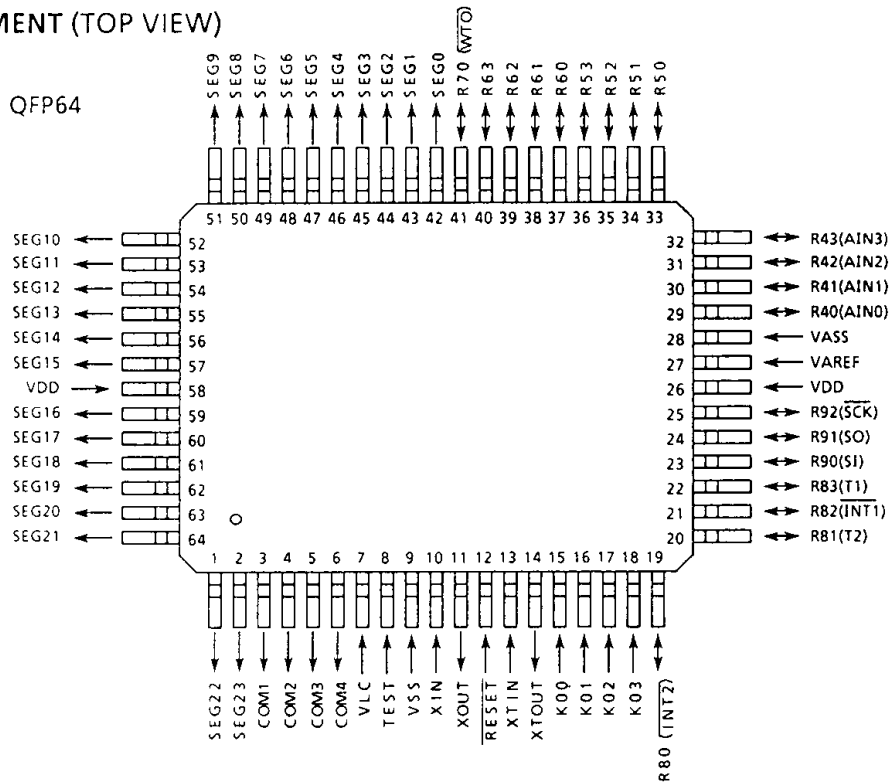 MENT (TOP VIEW)
QFP64
SEG9
SEG8
SEG7
SEG6
SEG5
SEG4
SEG3
SEG2
SEG1
SEG0
R70 (WTO)
R63
R62
R61
R60
R53
R52
R51
R50
51 50 49 48 47 46 45 44 43 42 41 40 39 38 37 36 35 34 33
SEG10 52
SEG11 53
SEG12 54
SEG13 55
SEG14 56
SEG15 57
VDD 58
SEG16 59
SEG17 60
SEG18 61
SEG19 62
SEG20 63
SEG21 64
32 R43(AIN3)
31 R42(AIN2)
30 R41(AIN1)
29 R40(AIN0)
28 VASS
27 VAREF
26 VDD
25 R92(SCK)
24 R91(SO)
23 R90(SI)
22 R83(T1)
21 R82(INT1)
20 R81(T2)
1 2 3 4 5 6 7 8 9 10 11 12 13 14 15 16 17 18 19
SEG22
SEG23
COM1
COM2
COM3
COM4
VLC
TEST
VSS
XIN
XOUT
RESET
XTIN
XTOUT
K00
K01
K02
K03
R80 (INT2)